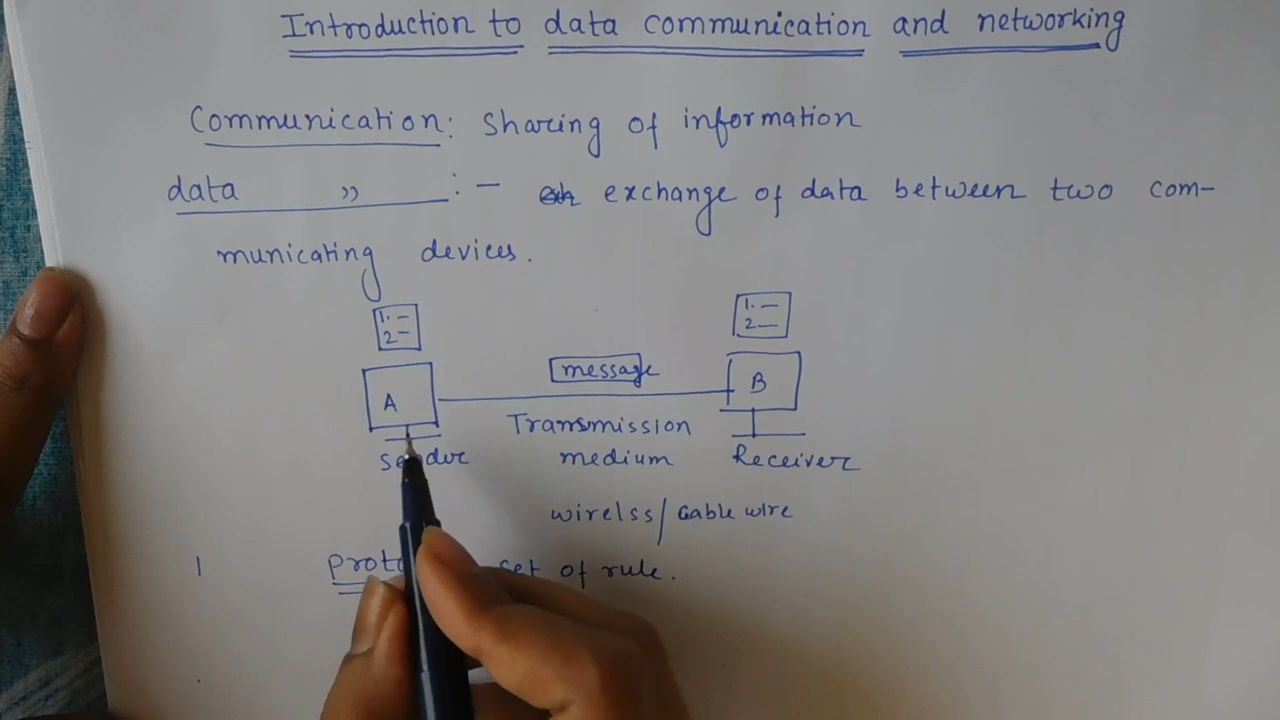 Introduction to data communication and networking
Communication: Sharing of information
data " :- exchange of data between two com-
municating devices.
1. -
2 -
1. -
2 -
message
A
B
Transmission
medium
Receiver
wirelss/cable wire
1 set of rule.